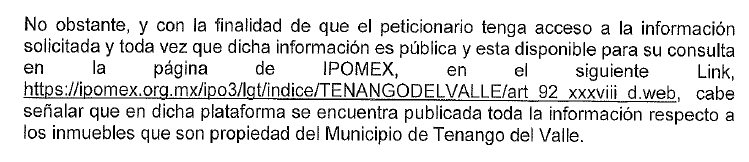 No obstante, y con la finalidad de que el peticionario tenga acceso a la información
solicitada y toda vez que dicha información es pública y esta disponible para su consulta
en la página de IPOMEX, en el siguiente Link,
https://ipomex.org.mx/ipo3/lgt/indice/TENANGODELVALLE/art_92_xxxviii_d.web, cabe
señalar que en dicha plataforma se encuentra publicada toda la información respecto a
los inmuebles que son propiedad del Municipio de Tenango del Valle.